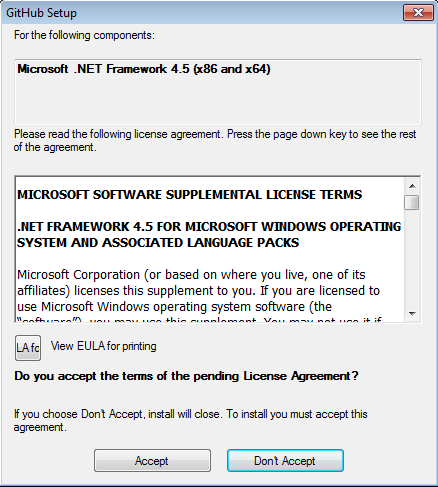 GitHub Setup
For the following components:
Microsoft .NET Framework 4.5 (x86 and x64)
Please read the following license agreement. Press the page down key to see the rest
of the agreement.
MICROSOFT SOFTWARE SUPPLEMENTAL LICENSE TERMS
.NET FRAMEWORK 4.5 FOR MICROSOFT WINDOWS OPERATING
SYSTEM AND ASSOCIATED LANGUAGE PACKS
Microsoft Corporation (or based on where you live, one of its
affiliates) licenses this supplement to you. If you are licensed to
use Microsoft Windows operating system software (the
“software”), you may use this supplement. You may not use it if
LA fo
View EULA for printing
Do you accept the terms of the pending License Agreement?
If you choose Don't Accept, install will close. To install you must accept this
agreement.
Accept
Don't Accept